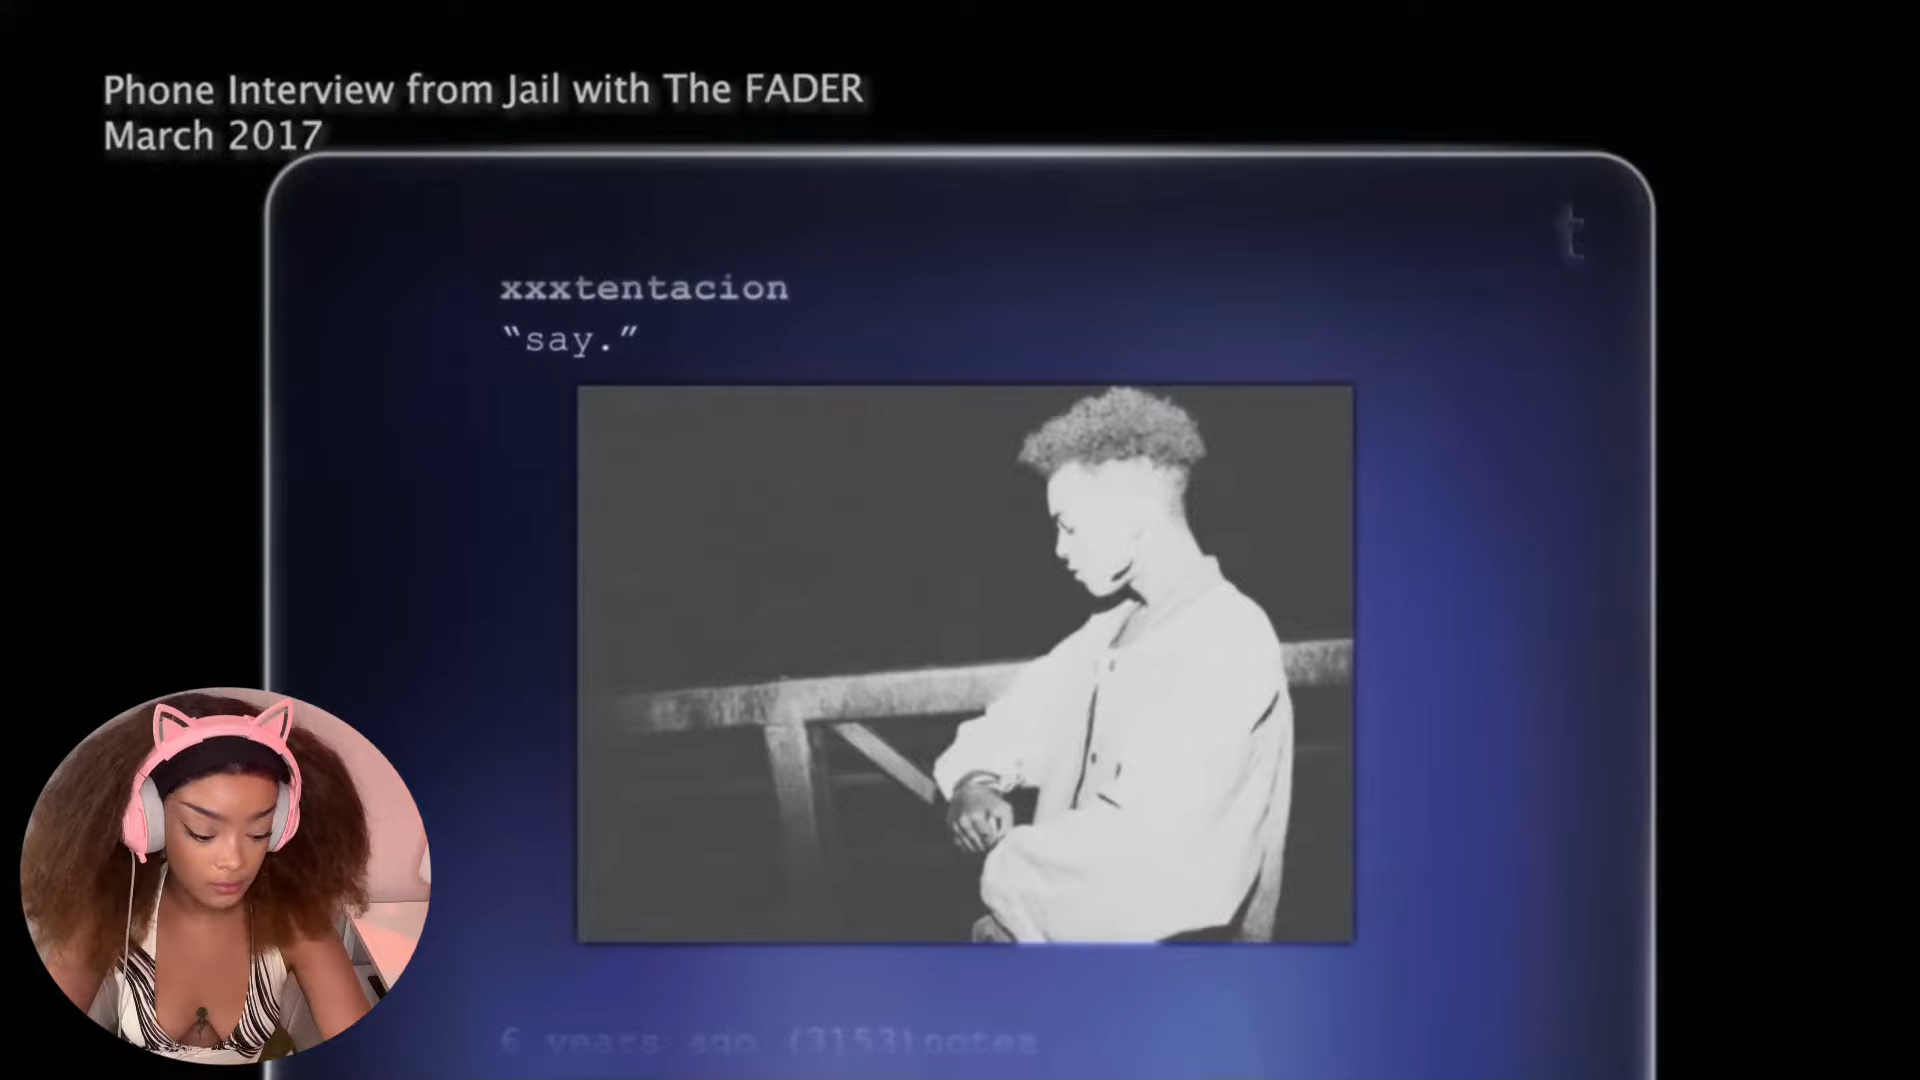 Phone Interview from Jail with The FADER
March 2017
t
xxxtentacion
“say.”
6 years ago (3153)notes